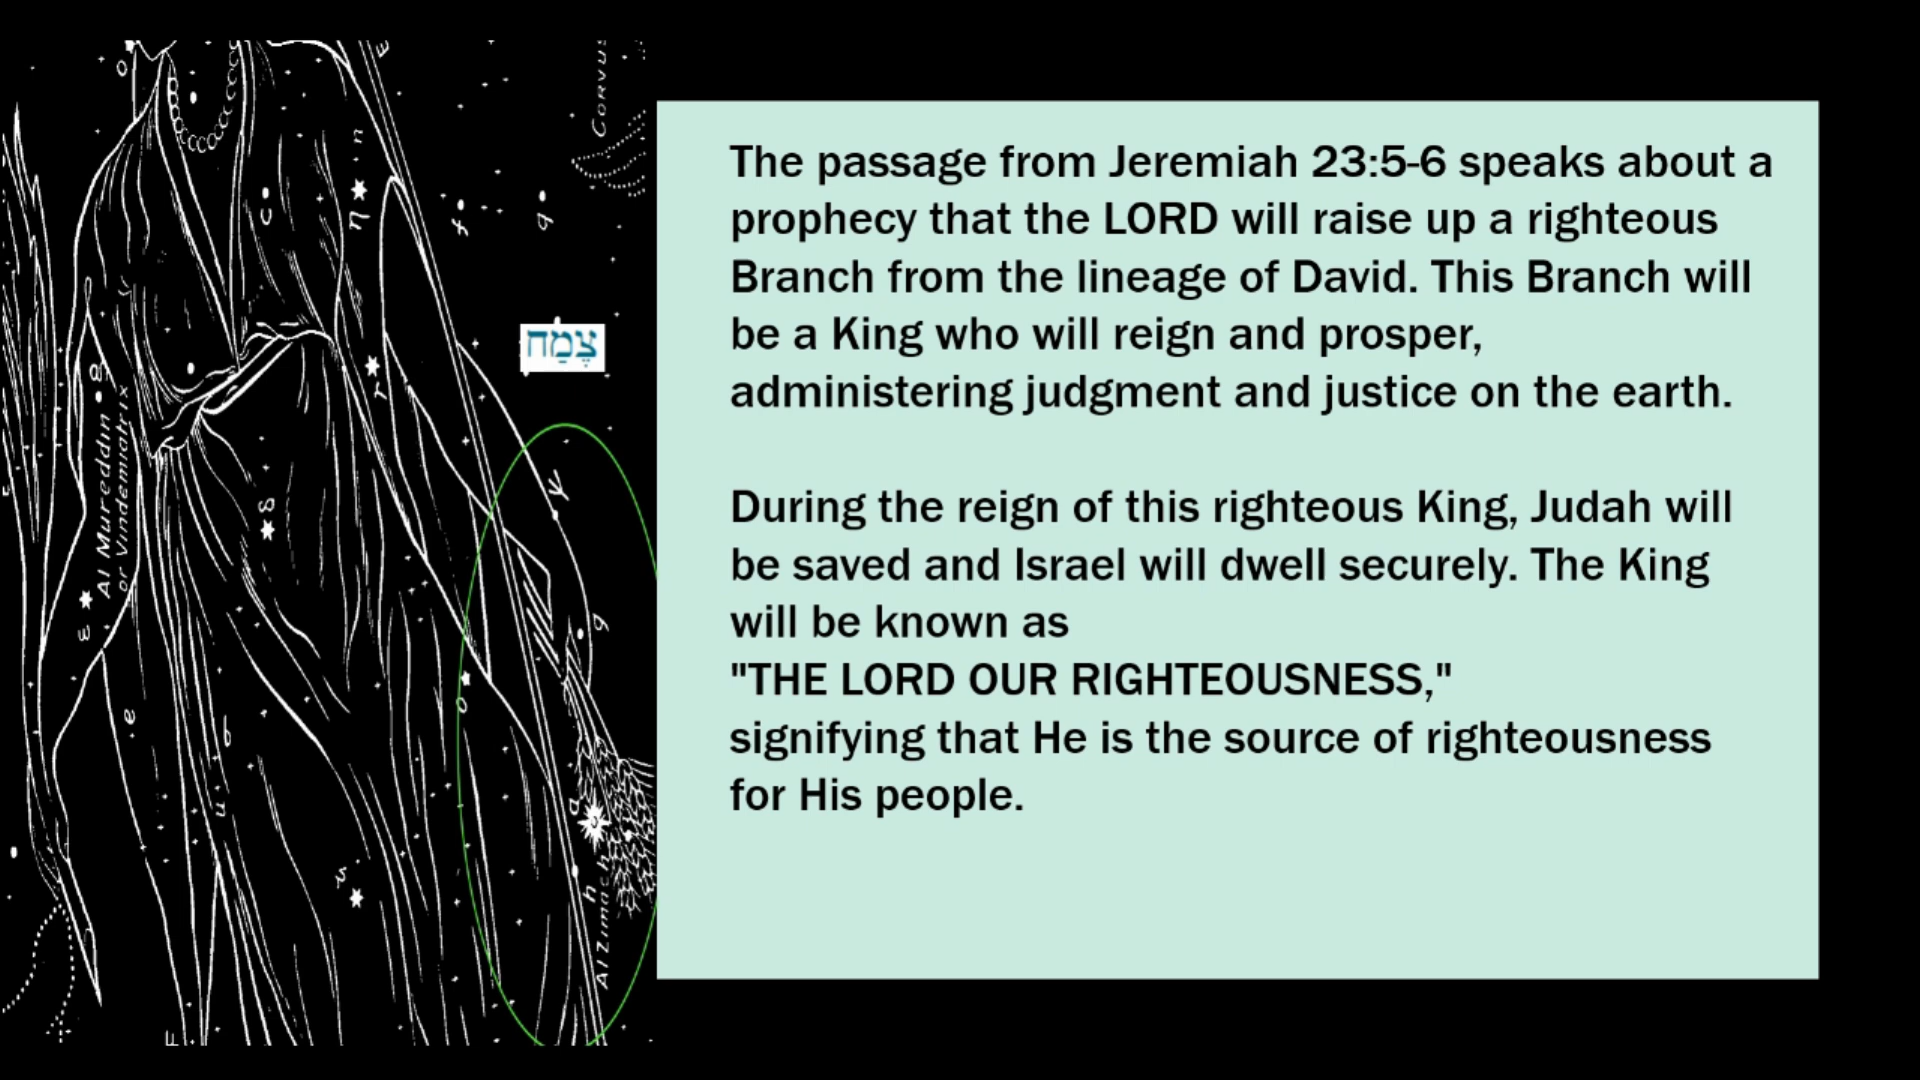 The passage from Jeremiah 23:5-6 speaks about a
prophecy that the LORD will raise up a righteous
Branch from the lineage of David. This Branch will
be a King who will reign and prosper,
administering judgment and justice on the earth.
During the reign of this righteous King, Judah will
be saved and Israel will dwell securely. The King
will be known as
"THE LORD OUR RIGHTEOUSNESS,"
signifying that He is the source of righteousness
for His people.
צֶמַח
Corvus
Al Mureddin
or Vindemiatrix
Al Zimach